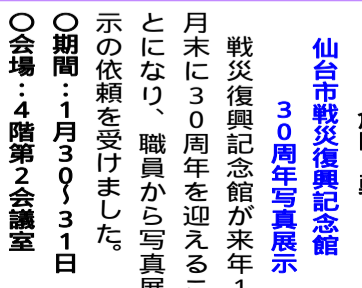 仙台市戦災復興記念館
30周年写真展示
戦災復興記念館が来年1
月末に30周年を迎えるこ
とになり、職員から写真展
示の依頼を受けました。
〇期間：1月30～31日
〇会場：4階第2会議室